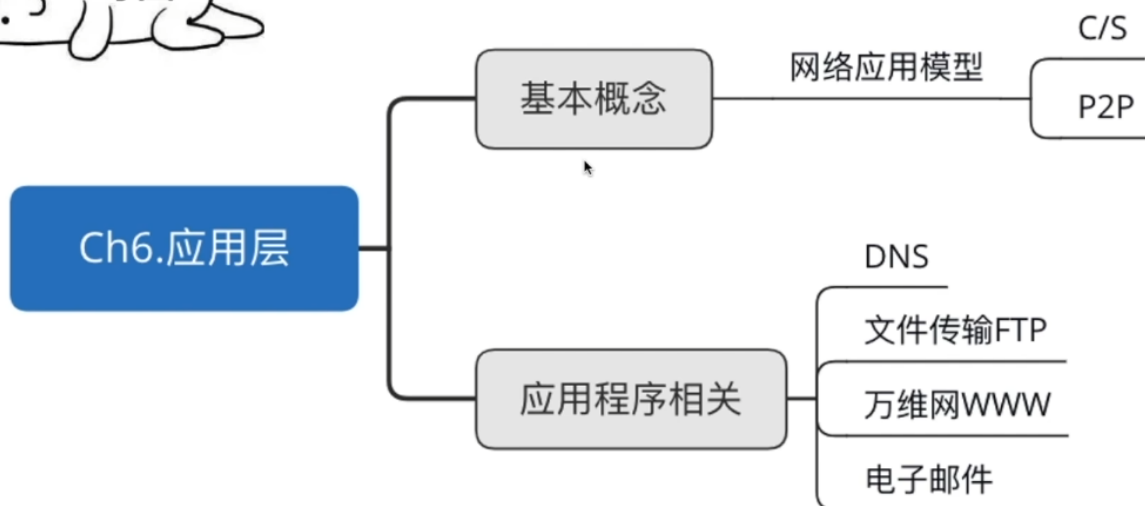 C/S
网络应用模型
基本概念
P2P
Ch6.应用层
DNS
文件传输FTP
应用程序相关
万维网WWW
电子邮件